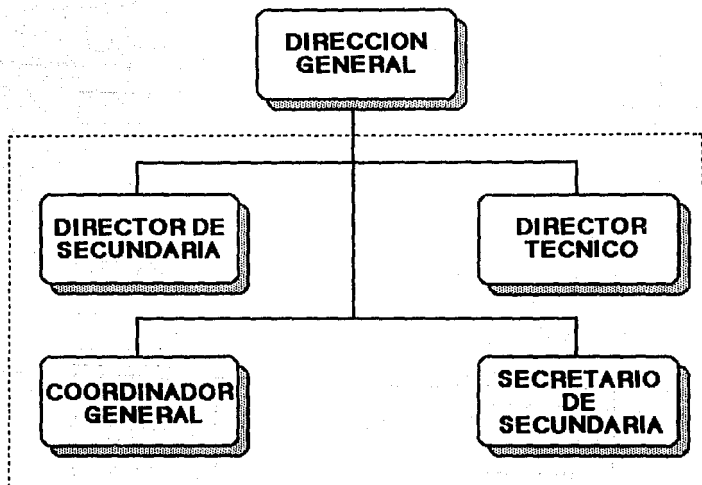 DIRECCION
GENERAL
DIRECTOR DE
SECUNDARIA
DIRECTOR
TECNICO
COORDINADOR
GENERAL
SECRETARIO
DE
SECUNDARIA